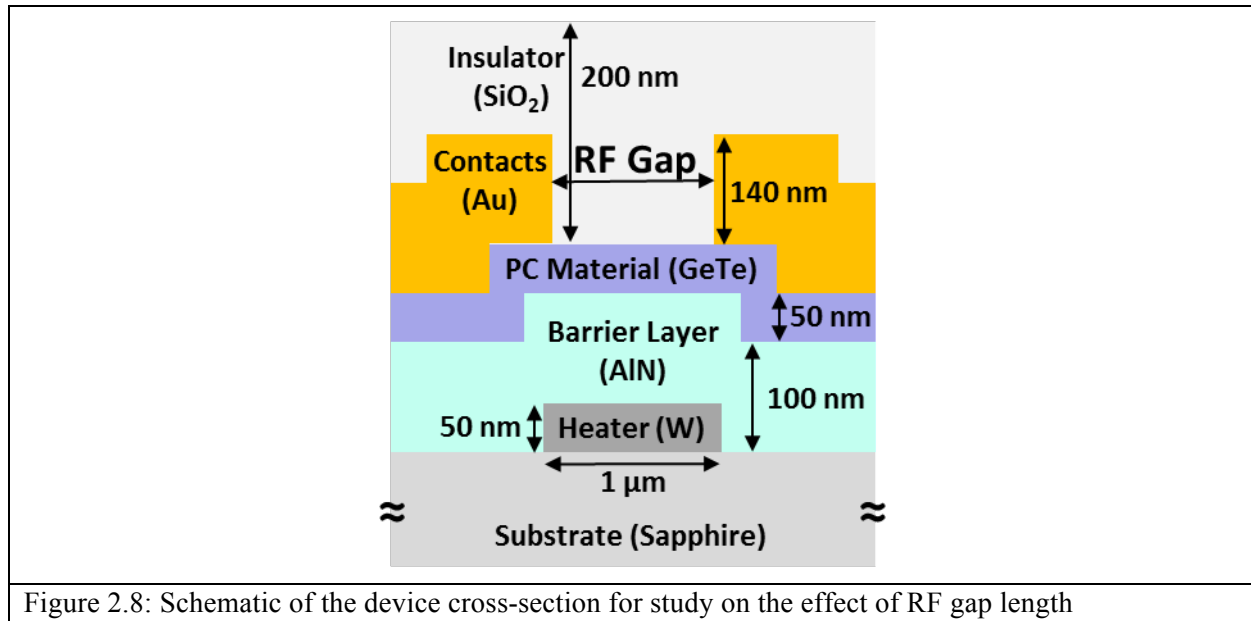 Insulator
(SiO₂)
200 nm
Contacts
(Au)
RF Gap
140 nm
PC Material (GeTe)
50 nm
Barrier Layer
(AlN)
100 nm
50 nm
Heater (W)
1 µm
≈
≈
Substrate (Sapphire)
Figure 2.8: Schematic of the device cross-section for study on the effect of RF gap length